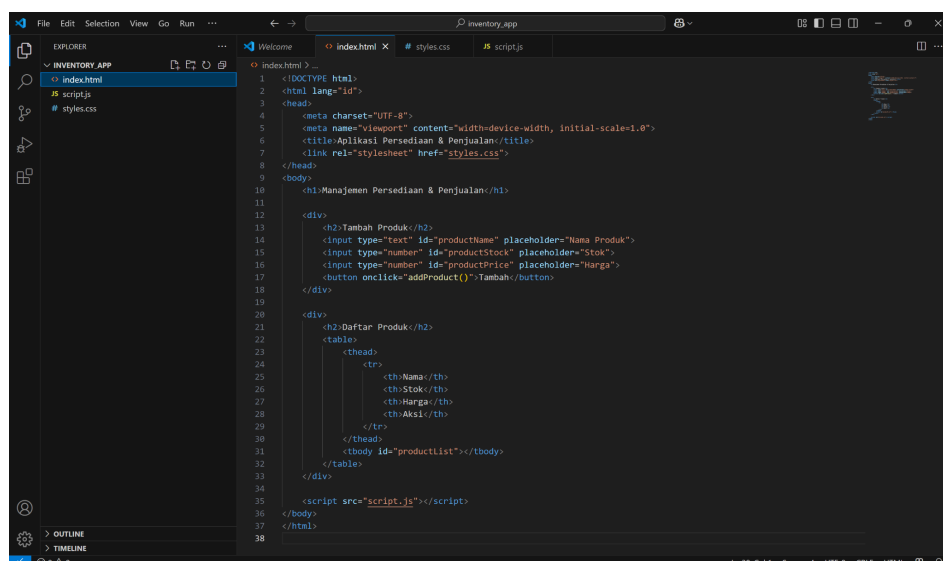 File Edit Selection View Go Run ···
inventory_app
EXPLORER ···
INVENTORY_APP
index.html
JS script.js
# styles.css
> OUTLINE
> TIMELINE
Welcome
<> index.html X
# styles.css
JS script.js
<> index.html > ...
1 <!DOCTYPE html>
2 <html lang="id">
3 <head>
4 <meta charset="UTF-8">
5 <meta name="viewport" content="width=device-width, initial-scale=1.0">
6 <title>Aplikasi Persediaan & Penjualan</title>
7 <link rel="stylesheet" href="styles.css">
8 </head>
9 <body>
10 <h1>Manajemen Persediaan & Penjualan</h1>
11
12 <div>
13 <h2>Tambah Produk</h2>
14 <input type="text" id="productName" placeholder="Nama Produk">
15 <input type="number" id="productStock" placeholder="Stok">
16 <input type="number" id="productPrice" placeholder="Harga">
17 <button onclick="addProduct()">Tambah</button>
18 </div>
19
20 <div>
21 <h2>Daftar Produk</h2>
22 <table>
23 <thead>
24 <tr>
25 <th>Nama</th>
26 <th>Stok</th>
27 <th>Harga</th>
28 <th>Aksi</th>
29 </tr>
30 </thead>
31 <tbody id="productList"></tbody>
32 </table>
33 </div>
34
35 <script src="script.js"></script>
36 </body>
37 </html>
38